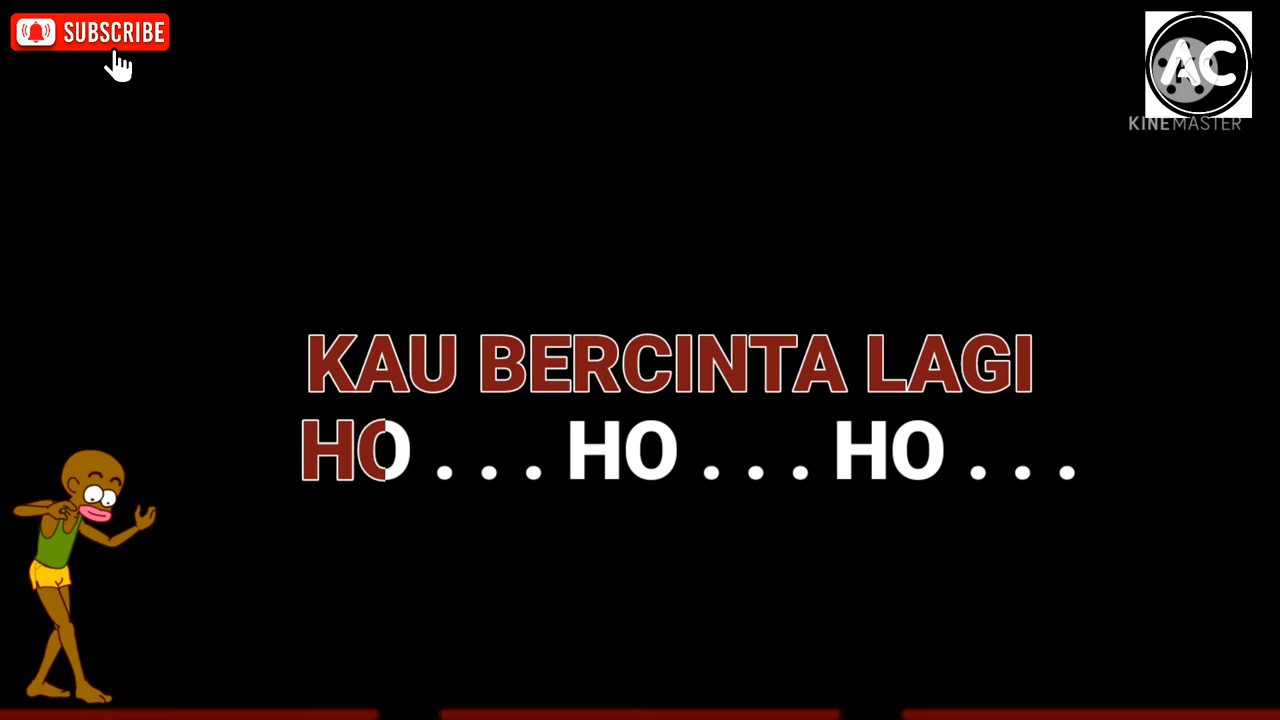 SUBSCRIBE
AC
KINEMASTER
KAU BERCINTA LAGI
HO . . . HO . . . HO . . .